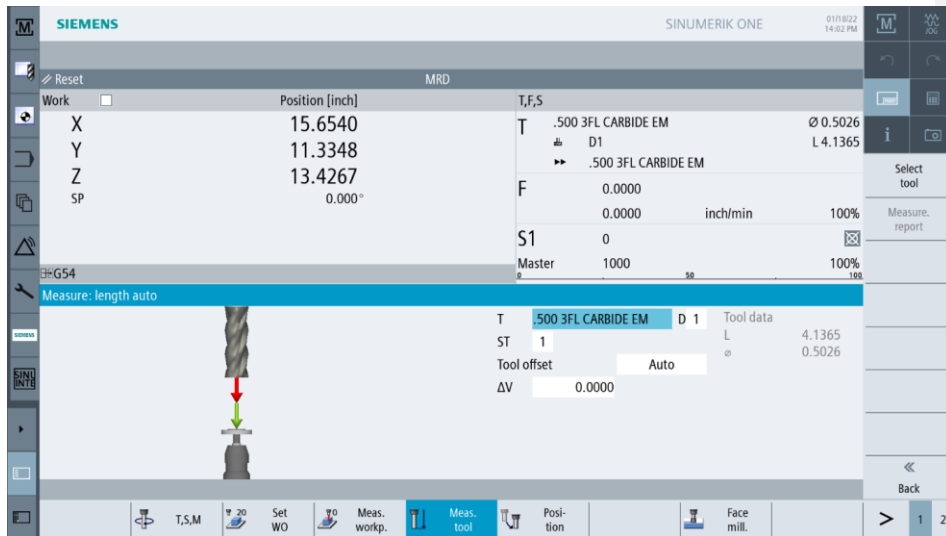 SIEMENS
SINUMERIK ONE
01/18/22
14:02 PM
M
JOG
Reset
MRD
Work
Position [inch]
T,F,S
X 15.6540
Y 11.3348
Z 13.4267
SP 0.000°
G54
T .500 3FL CARBIDE EM Ø 0.5026
D1 L 4.1365
.500 3FL CARBIDE EM
F 0.0000
0.0000 inch/min 100%
S1 0
Master 1000 100%
0 50 100
Select
tool
Measure.
report
Measure: length auto
T .500 3FL CARBIDE EM D 1
ST 1
Tool offset Auto
ΔV 0.0000
Tool data
L 4.1365
⌀ 0.5026
M
SIEMENS
SINU
INTE
Back
T,S,M
Set
WO
Meas.
workp.
Meas.
tool
Posi-
tion
Face
mill.
> 1 2